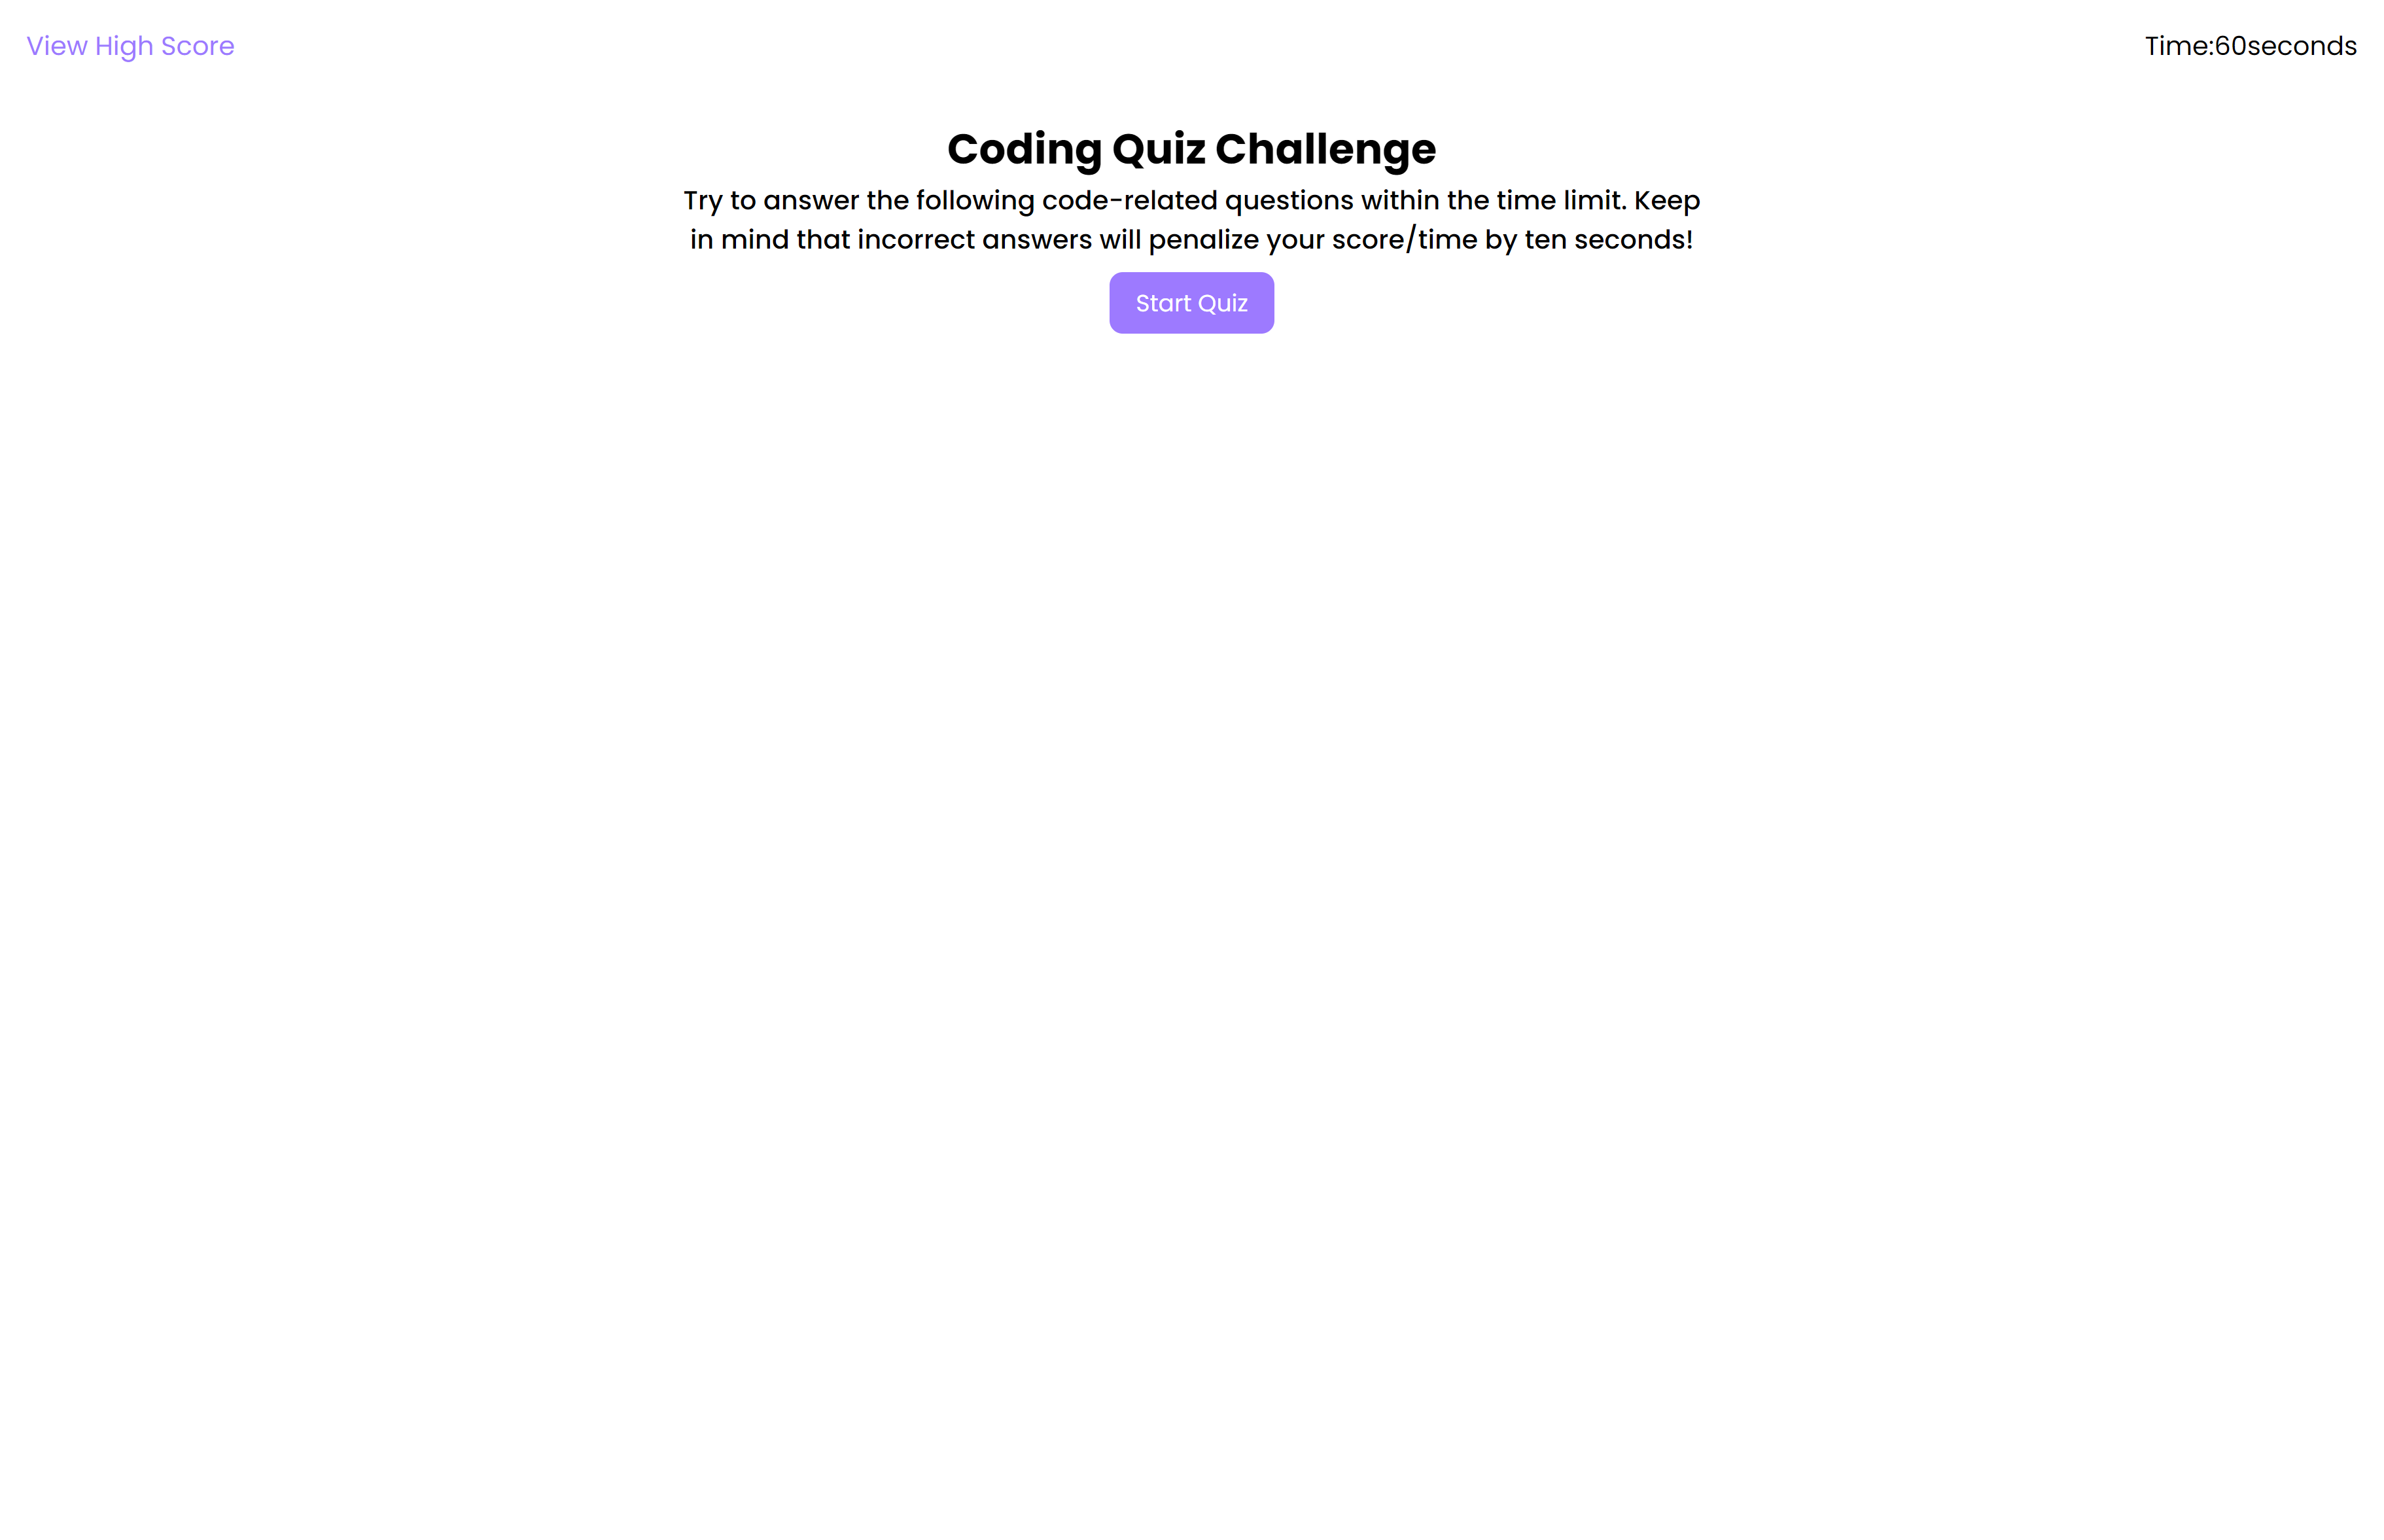 View High Score
Time:60seconds
Coding Quiz Challenge
Try to answer the following code-related questions within the time limit. Keep
in mind that incorrect answers will penalize your score/time by ten seconds!
Start Quiz